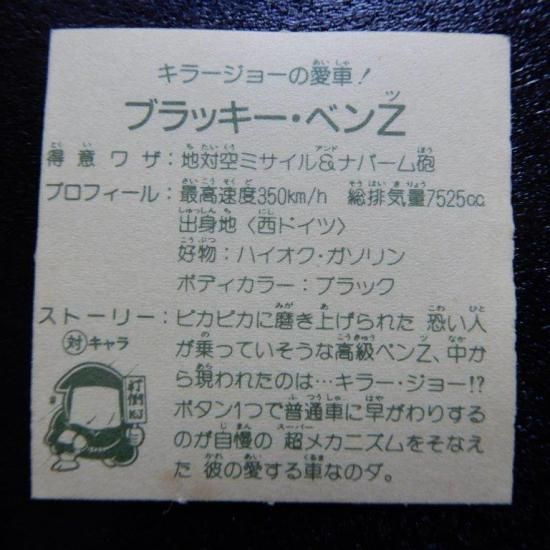 キラージョーの愛車!
ブラッキー・ベンZ
得意ワザ:地対空ミサイル&ナパーム砲
プロフィール:最高速度350km/h 総排気量7525cc
出身地〈西ドイツ〉
好物:ハイオク・ガソリン
ボディカラー:ブラック
ストーリー:ピカピカに磨き上げられた 恐い人
が乗っていそうな高級ベンZ、中か
ら現われたのは…キラー・ジョー!?
ボタン1つで普通車に早がわりする
のが自慢の 超メカニズムをそなえ
た 彼の愛する車なのダ。
対キャラ
打倒KJ